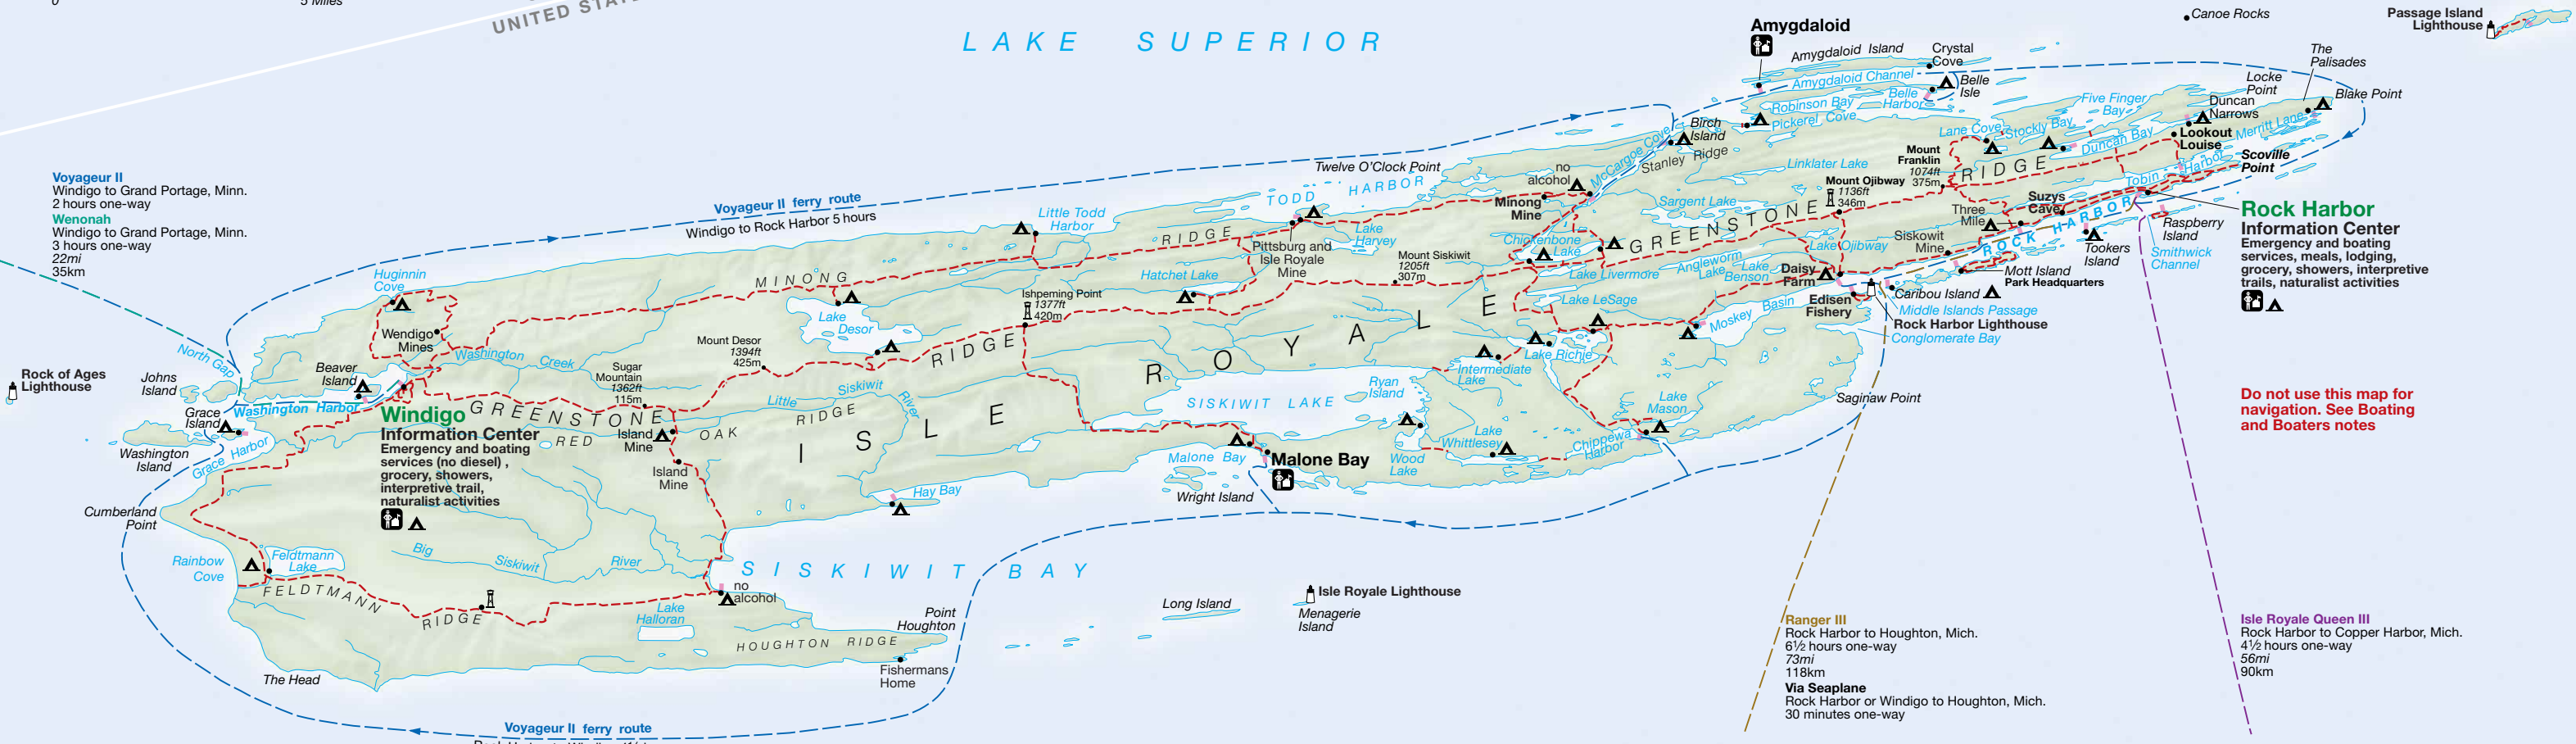 0
5 Miles
UNITED STATE
LAKE SUPERIOR
Amygdaloid
Amygdaloid Island
Crystal
Cove
Amygdaloid Channel
Belle
Isle
Belle
Harbor
Robinson Bay
Pickerel Cove
Canoe Rocks
Passage Island
Lighthouse
The
Palisades
Locke
Point
Blake Point
Five Finger
Bay
Duncan
Narrows
Lookout
Louise
Merritt Lane
Lane Cove
Stockly Bay
Duncan Bay
Tobin Harbor
Scoville
Point
Birch
Island
McCargoe Cove
Stanley Ridge
Linklater Lake
Mount
Franklin
1074ft
375m
RIDGE
Mount Ojibway
1136ft
346m
Suzys
Cave
Three
Mile
ROCK HARBOR
Rock Harbor
Information Center
Emergency and boating
services, meals, lodging,
grocery, showers, interpretive
trails, naturalist activities
Raspberry
Island
Smithwick
Channel
Tookers
Island
Siskowit
Mine
Mott Island
Park Headquarters
Caribou Island
Middle Islands Passage
Rock Harbor Lighthouse
Conglomerate Bay
Daisy
Farm
Edisen
Fishery
Lake Ojibway
Angleworm
Lake
Lake
Benson
Moskey Basin
Sargent Lake
GREENSTONE
Twelve O'Clock Point
no
alcohol
Minong
Mine
Chickenbone
Lake
Lake Livermore
Lake LeSage
TODD HARBOR
Lake
Harvey
Pittsburg and
Isle Royale
Mine
Mount Siskiwit
1205ft
307m
Hatchet Lake
Little Todd
Harbor
MINONG RIDGE
Voyageur II ferry route
Windigo to Rock Harbor 5 hours
Voyageur II
Windigo to Grand Portage, Minn.
2 hours one-way
Wenonah
Windigo to Grand Portage, Minn.
3 hours one-way
22mi
35km
Huginnin
Cove
Wendigo
Mines
Washington Creek
North Gap
Beaver
Island
Johns
Island
Rock of Ages
Lighthouse
Grace
Island
Washington Harbor
Washington
Island
Grace Harbor
Windigo
Information Center
Emergency and boating
services (no diesel) ,
grocery, showers,
interpretive trail,
naturalist activities
GREENSTONE
RIDGE
Sugar
Mountain
1362ft
115m
Mount Desor
1394ft
425m
Lake
Desor
Ishpeming Point
1377ft
420m
Little Siskiwit River
RED OAK RIDGE
Island
Mine
Island
Mine
ISLE ROYALE
SISKIWIT LAKE
Ryan
Island
Intermediate
Lake
Lake Richie
Lake
Mason
Lake
Whittlesey
Wood
Lake
Chippewa
Harbor
Saginaw Point
Malone Bay
Malone Bay
Wright Island
Hay Bay
Cumberland
Point
Rainbow
Cove
Feldtmann
Lake
FELDTMANN
RIDGE
Big Siskiwit River
SISKIWIT BAY
no
alcohol
Lake
Halloran
HOUGHTON RIDGE
Point
Houghton
Fishermans
Home
The Head
Long Island
Isle Royale Lighthouse
Menagerie
Island
Do not use this map for
navigation. See Boating
and Boaters notes
Ranger III
Rock Harbor to Houghton, Mich.
6½ hours one-way
73mi
118km
Via Seaplane
Rock Harbor or Windigo to Houghton, Mich.
30 minutes one-way
Isle Royale Queen III
Rock Harbor to Copper Harbor, Mich.
4½ hours one-way
56mi
90km
Voyageur II ferry route